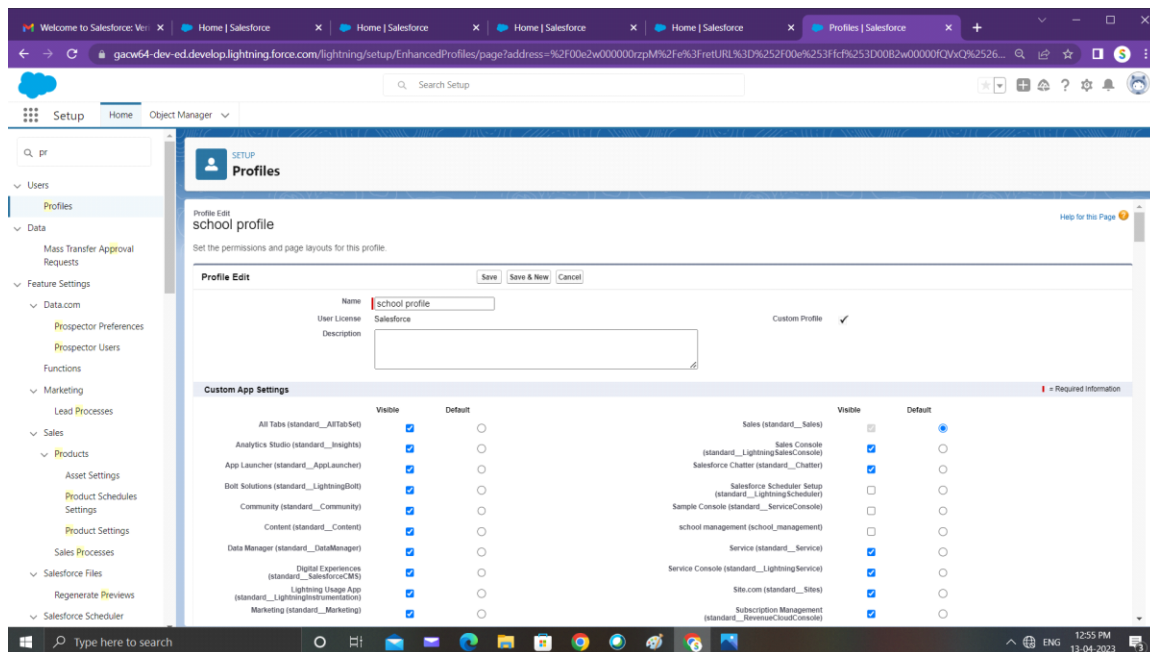 Welcome to Salesforce: Veri
Home | Salesforce
Home | Salesforce
Home | Salesforce
Home | Salesforce
Profiles | Salesforce
gacw64-dev-ed.develop.lightning.force.com/lightning/setup/EnhancedProfiles/page?address=%2F00e2w000000rzpM%2Fe%3FretURL%3D%252F00e%253Ffcf%253D00B2w00000fQVxQ%2526...
S
Search Setup
Setup
Home
Object Manager
pr
Users
Profiles
Data
Mass Transfer Approval
Requests
Feature Settings
Data.com
Prospector Preferences
Prospector Users
Functions
Marketing
Lead Processes
Sales
Products
Asset Settings
Product Schedules
Settings
Product Settings
Sales Processes
Salesforce Files
Regenerate Previews
Salesforce Scheduler
SETUP
Profiles
Profile Edit
school profile
Help for this Page
Set the permissions and page layouts for this profile.
Profile Edit
Save
Save & New
Cancel
Name
school profile
User License
Salesforce
Custom Profile
Description
Custom App Settings
= Required Information
Visible
Default
Visible
Default
All Tabs (standard__AllTabSet)
Sales (standard__Sales)
Analytics Studio (standard__Insights)
Sales Console
(standard__LightningSalesConsole)
App Launcher (standard__AppLauncher)
Salesforce Chatter (standard__Chatter)
Bolt Solutions (standard__LightningBolt)
Salesforce Scheduler Setup
(standard__LightningScheduler)
Community (standard__Community)
Sample Console (standard__ServiceConsole)
Content (standard__Content)
school management (school_management)
Data Manager (standard__DataManager)
Service (standard__Service)
Digital Experiences
(standard__SalesforceCMS)
Service Console (standard__LightningService)
Lightning Usage App
(standard__LightningInstrumentation)
Site.com (standard__Sites)
Marketing (standard__Marketing)
Subscription Management
(standard__RevenueCloudConsole)
Type here to search
ENG
12:55 PM
13-04-2023